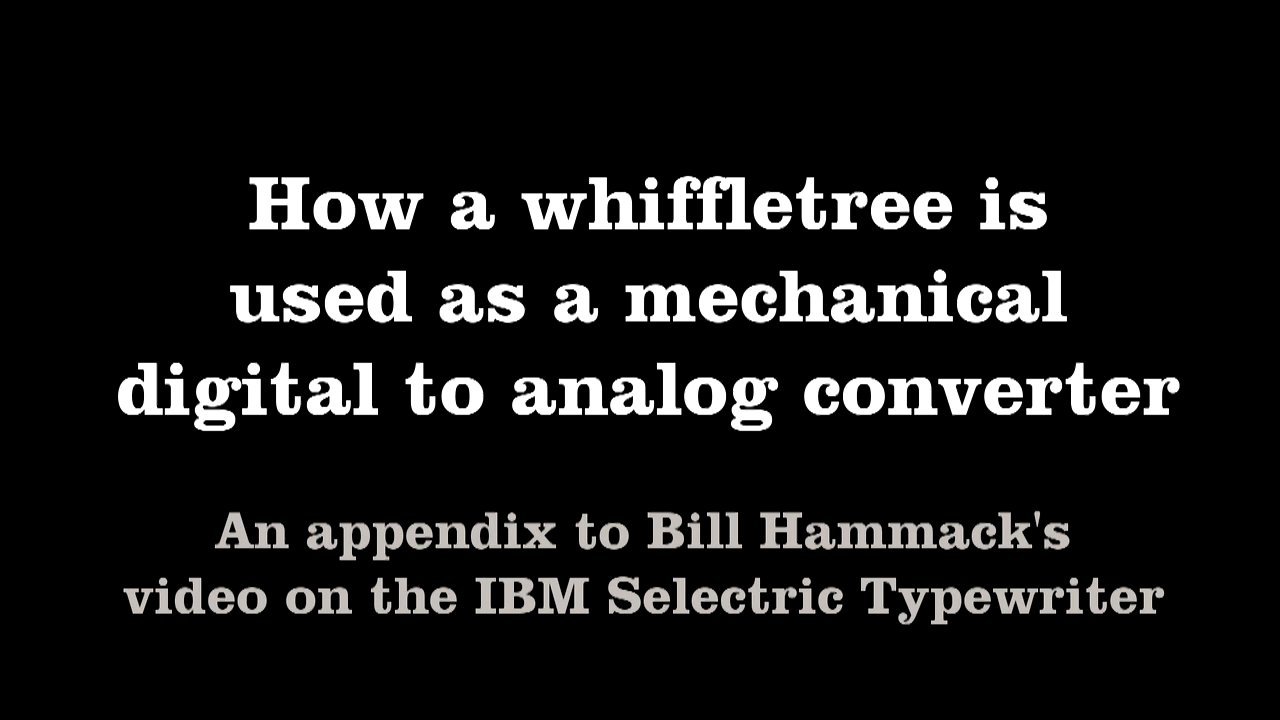 How a whiffletree is
used as a mechanical
digital to analog converter
An appendix to Bill Hammack's
video on the IBM Selectric Typewriter